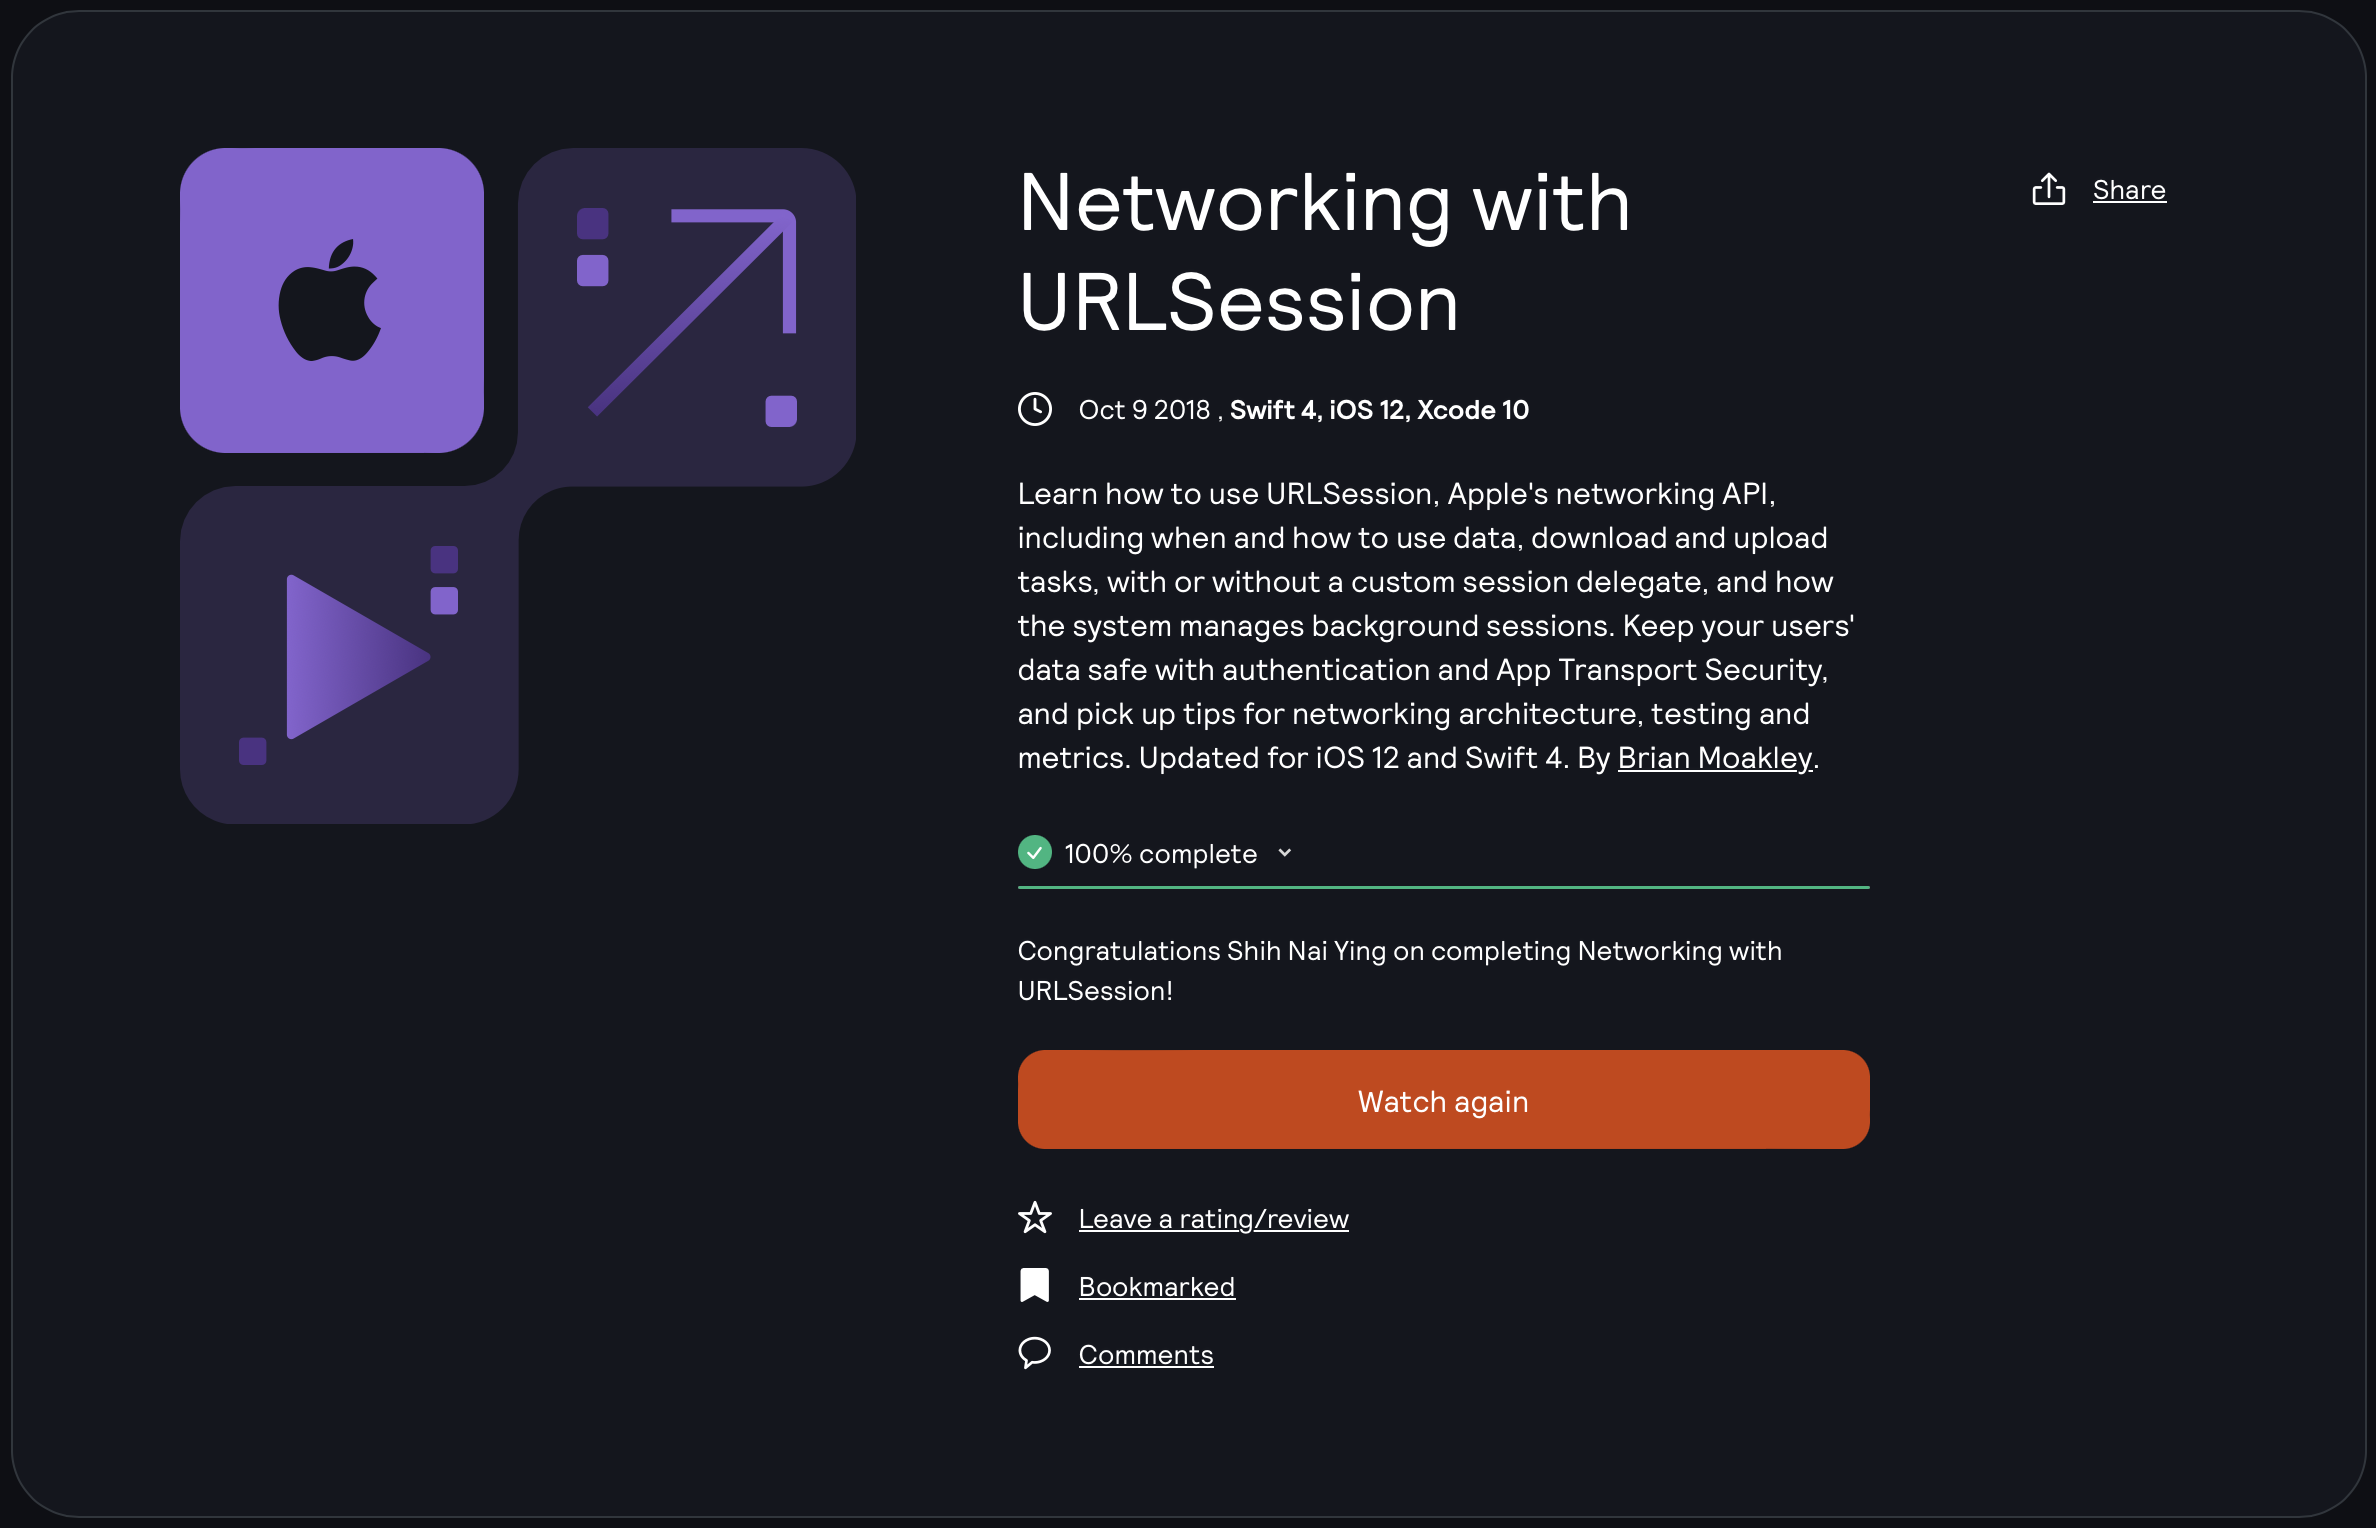 Networking with
URLSession
Share
Oct 9 2018 , Swift 4, iOS 12, Xcode 10
Learn how to use URLSession, Apple's networking API,
including when and how to use data, download and upload
tasks, with or without a custom session delegate, and how
the system manages background sessions. Keep your users'
data safe with authentication and App Transport Security,
and pick up tips for networking architecture, testing and
metrics. Updated for iOS 12 and Swift 4. By Brian Moakley.
100% complete
Congratulations Shih Nai Ying on completing Networking with
URLSession!
Watch again
Leave a rating/review
Bookmarked
Comments